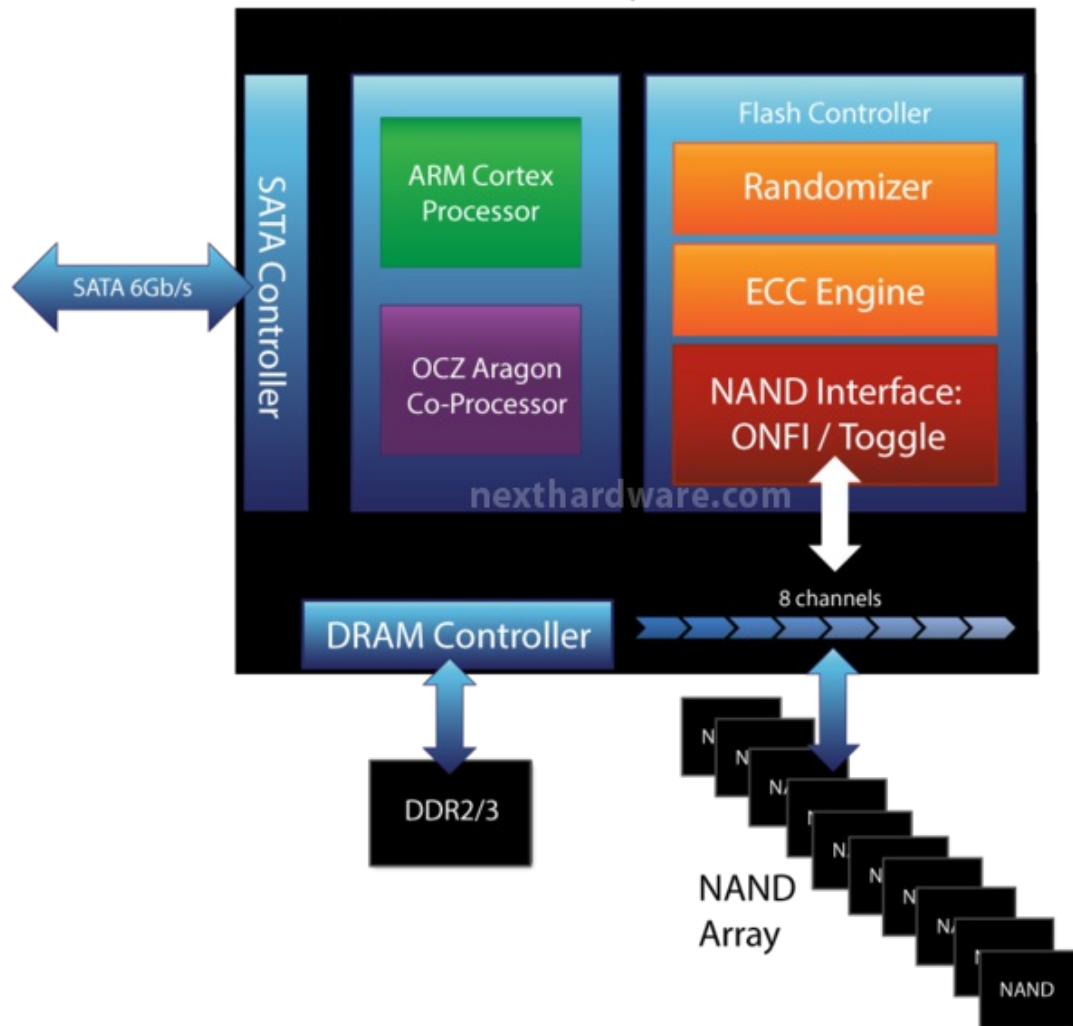 SATA 6Gb/s
SATA Controller
ARM Cortex
Processor
OCZ Aragon
Co-Processor
Flash Controller
Randomizer
ECC Engine
NAND Interface:
ONFI / Toggle
nexthardware.com
8 channels
DRAM Controller
DDR2/3
NAND
Array
NAND